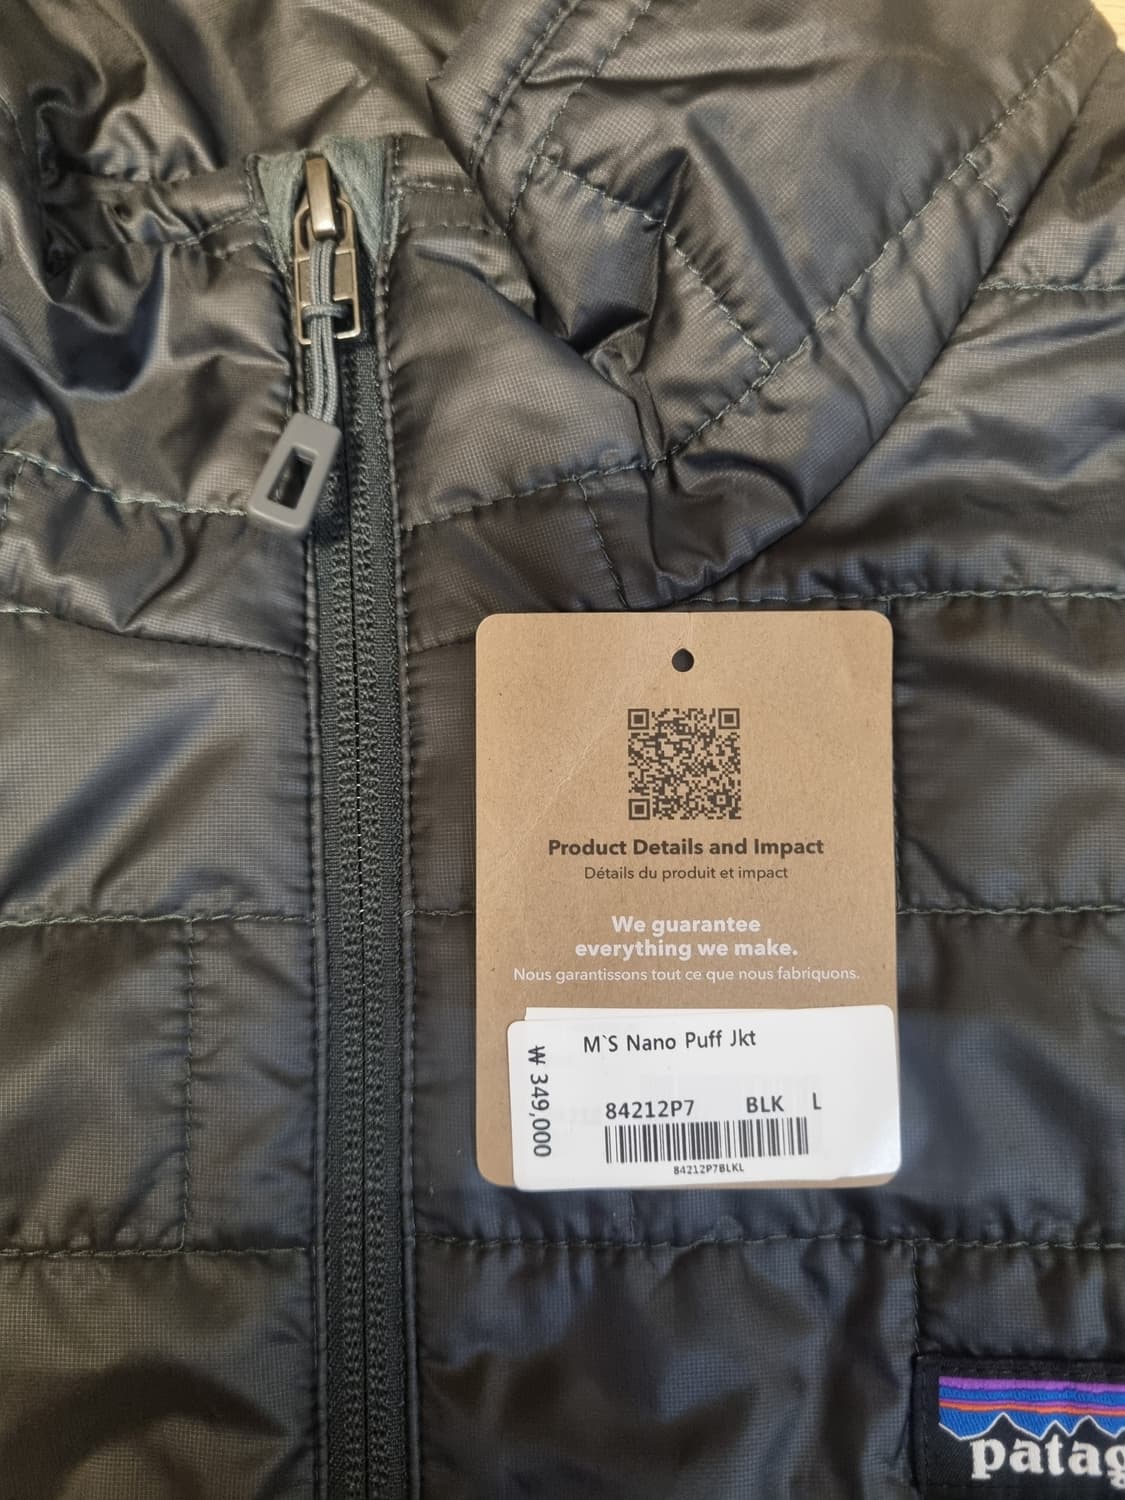 Product Details and Impact
Détails du produit et impact
We guarantee
everything we make.
Nous garantissons tout ce que nous fabriquons.
M`S Nano Puff Jkt
₩ 349,000
84212P7 BLK L
84212P7BLKL
patag